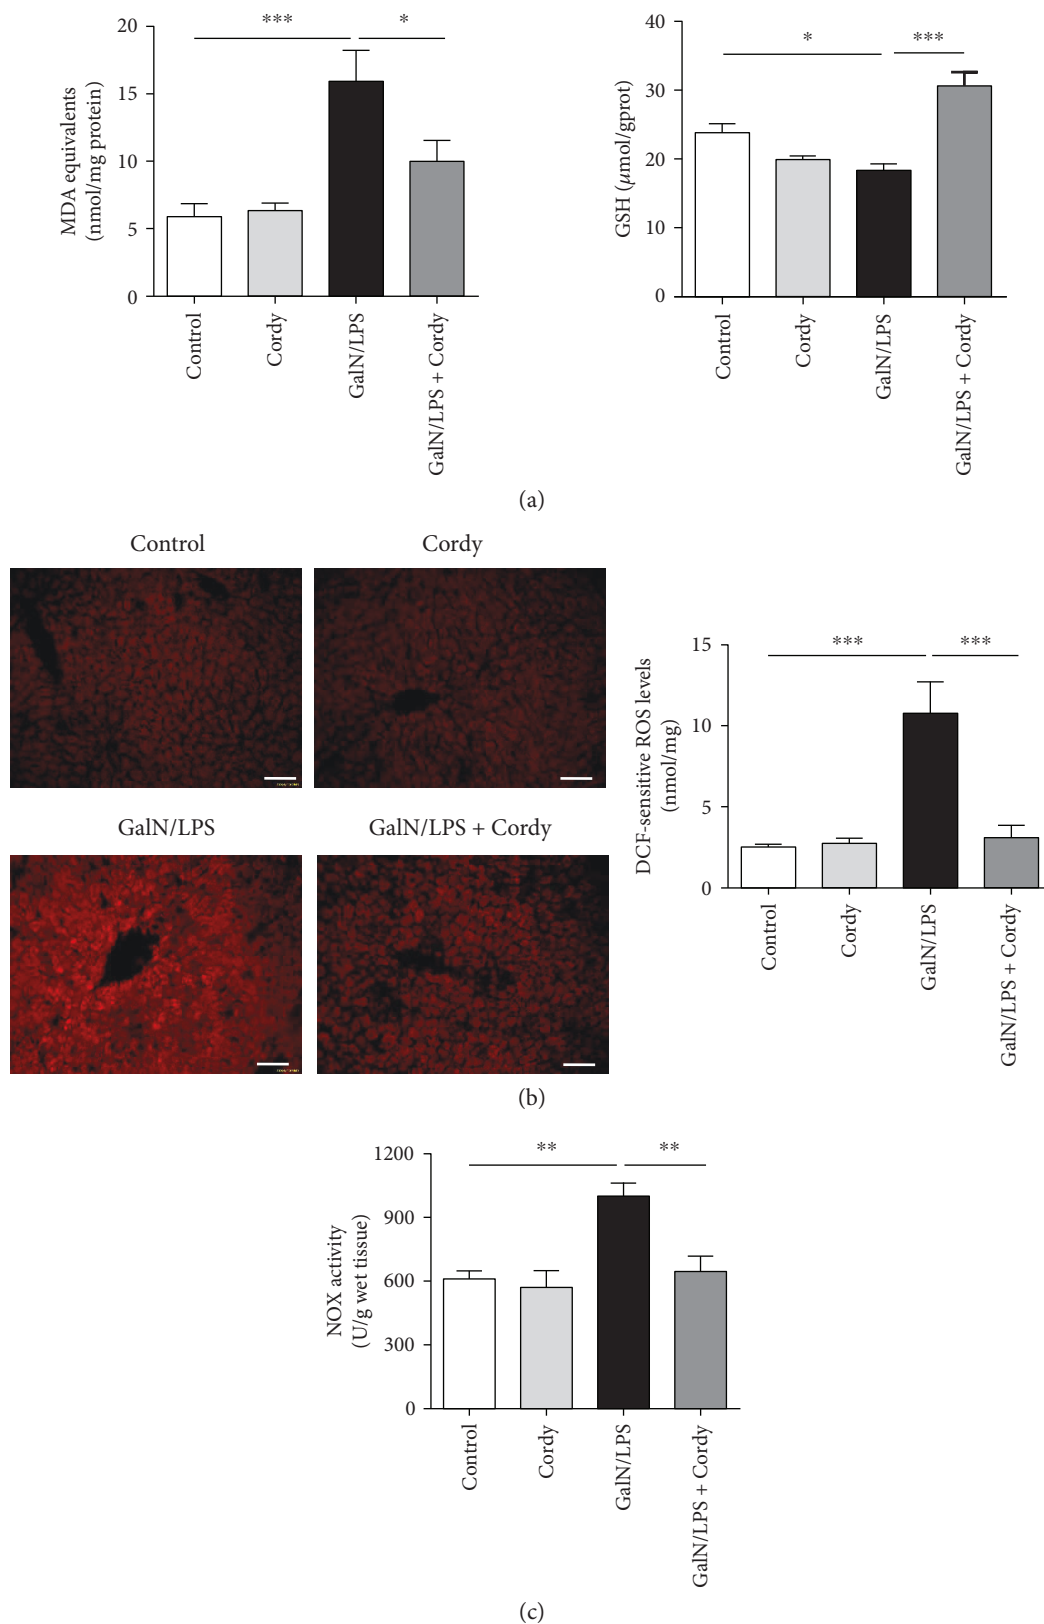 20
15
10
5
0
MDA equivalents
(nmol/mg protein)
***
*
Control
Cordy
GalN/LPS
GalN/LPS + Cordy
40
30
20
10
0
GSH (μmol/gprot)
*
***
Control
Cordy
GalN/LPS
GalN/LPS + Cordy
(a)
Control
Cordy
GalN/LPS
GalN/LPS + Cordy
15
10
5
0
DCF-sensitive ROS levels
(nmol/mg)
***
***
Control
Cordy
GalN/LPS
GalN/LPS + Cordy
(b)
1200
900
600
300
0
NOX activity
(U/g wet tissue)
**
**
Control
Cordy
GalN/LPS
GalN/LPS + Cordy
(c)